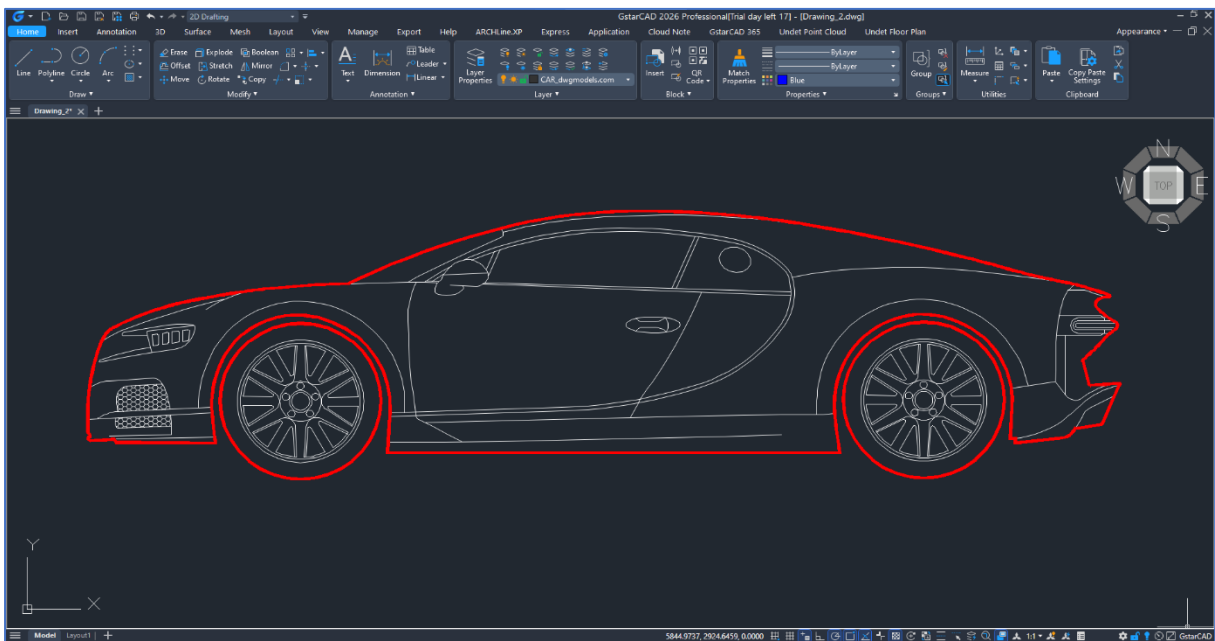 2D Drafting
GstarCAD 2026 Professional[Trial day left 17] - [Drawing_2.dwg]
Home Insert Annotation 3D Surface Mesh Layout View Manage Export Help ARCHLine.XP Express Application Cloud Note GstarCAD 365 Undet Point Cloud Undet Floor Plan Appearance
Line Polyline Circle Arc
Erase Explode Boolean
Offset Stretch Mirror
Move Rotate Copy
Text Dimension
Table
Leader
Linear
Layer Properties
CAR_dwgmodels.com
Insert
QR Code
Match Properties
ByLayer
ByLayer
Blue
Group
Measure
Paste
Copy Paste Settings
Draw Modify Annotation Layer Block Properties Groups Utilities Clipboard
Drawing_2*
N
W TOP E
S
Y
X
Model Layout1
5844.9737, 2924.6459, 0.0000
1:1
GstarCAD